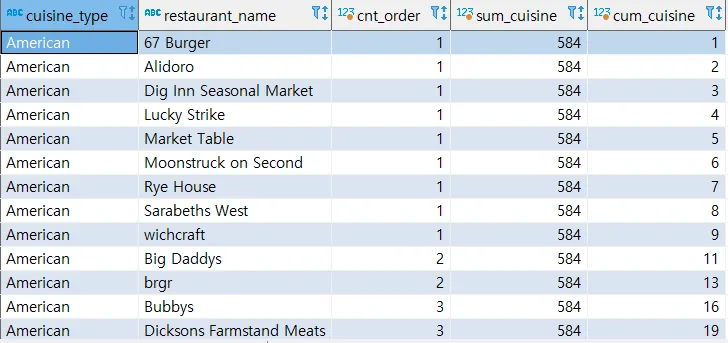 ABC cuisine_type ABC restaurant_name 123 cnt_order 123 sum_cuisine 123 cum_cuisine
American 67 Burger 1 584 1
American Alidoro 1 584 2
American Dig Inn Seasonal Market 1 584 3
American Lucky Strike 1 584 4
American Market Table 1 584 5
American Moonstruck on Second 1 584 6
American Rye House 1 584 7
American Sarabeths West 1 584 8
American wichcraft 1 584 9
American Big Daddys 2 584 11
American brgr 2 584 13
American Bubbys 3 584 16
American Dicksons Farmstand Meats 3 584 19